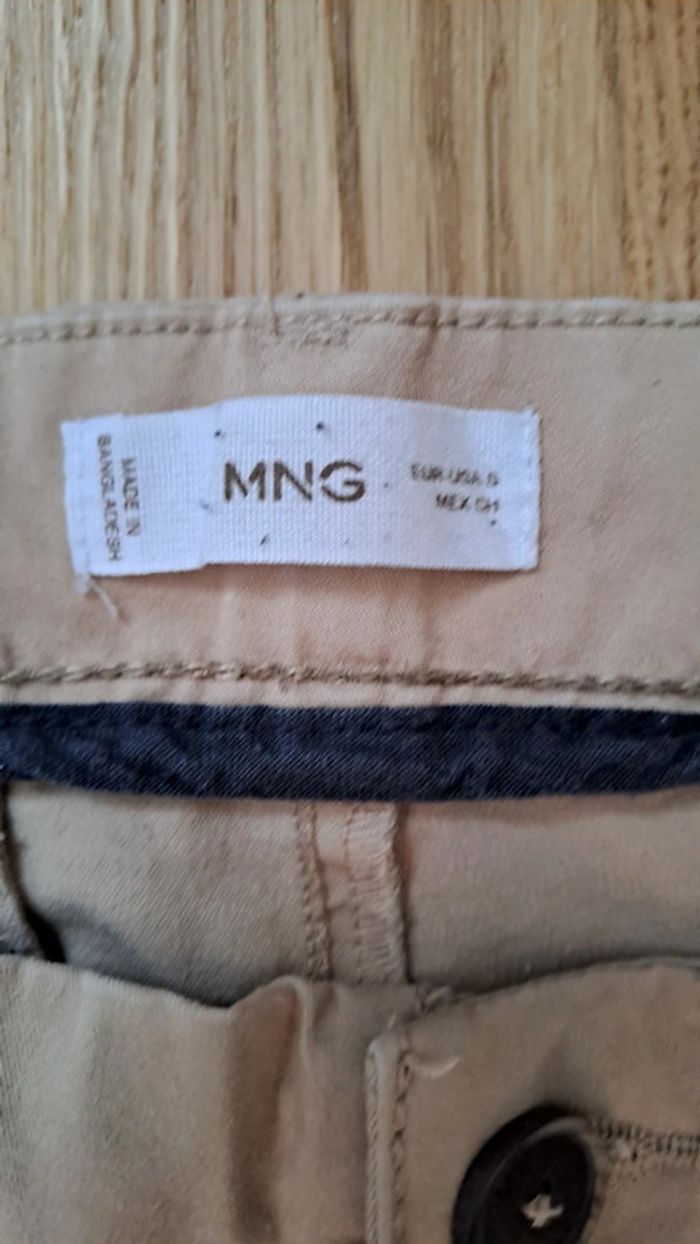 MADE IN
BANGLADESH
MNG
EUR-USA S
MEX CH